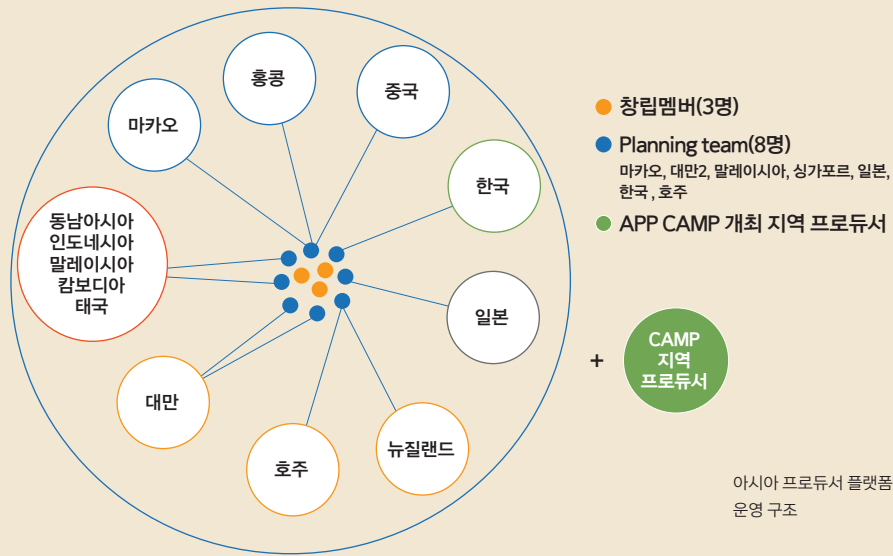 홍콩
중국
마카오
한국
동남아시아
인도네시아
말레이시아
캄보디아
태국
일본
대만
호주
뉴질랜드
창립멤버(3명)
Planning team(8명)
마카오, 대만2, 말레이시아, 싱가포르, 일본,
한국 , 호주
APP CAMP 개최 지역 프로듀서
+
CAMP
지역
프로듀서
아시아 프로듀서 플랫폼
운영 구조